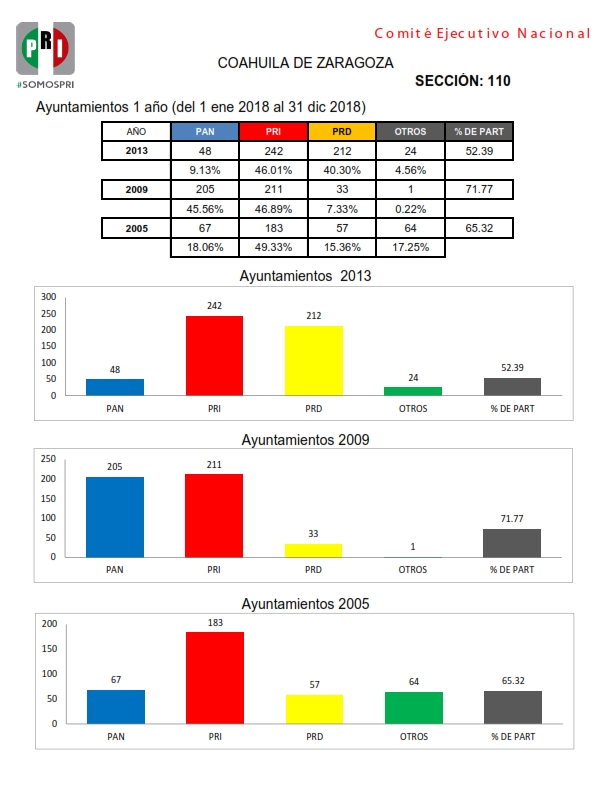 Comité Ejecutivo Nacional
PRI
#SOMOSPRI
COAHUILA DE ZARAGOZA
SECCIÓN: 110
Ayuntamientos 1 año (del 1 ene 2018 al 31 dic 2018)
AÑO PAN PRI PRD OTROS % DE PART
2013 48 242 212 24 52.39
9.13% 46.01% 40.30% 4.56%
2009 205 211 33 1 71.77
45.56% 46.89% 7.33% 0.22%
2005 67 183 57 64 65.32
18.06% 49.33% 15.36% 17.25%
Ayuntamientos 2013
300
250
200
150
100
50
0
48 242 212 24 52.39
PAN PRI PRD OTROS % DE PART
Ayuntamientos 2009
250
200
150
100
50
0
205 211 33 1 71.77
PAN PRI PRD OTROS % DE PART
Ayuntamientos 2005
200
150
100
50
0
67 183 57 64 65.32
PAN PRI PRD OTROS % DE PART